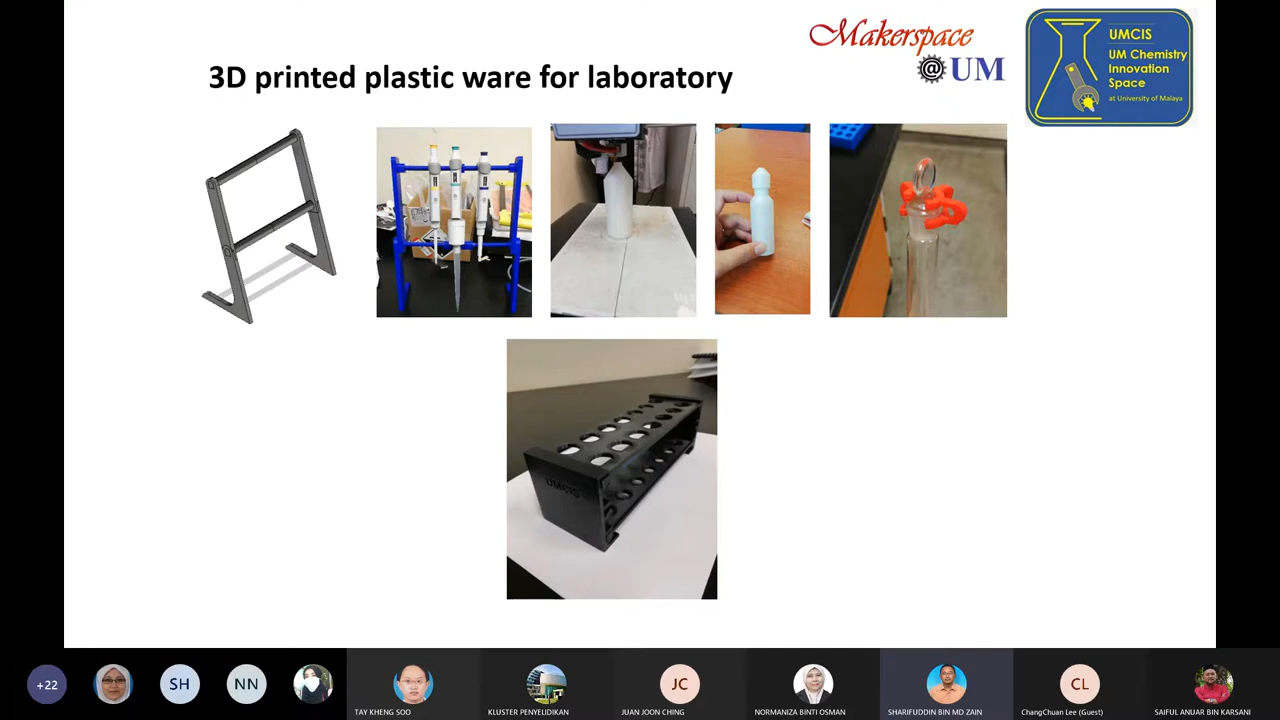 Makerspace
@UM
UMCIS
UM Chemistry
Innovation
Space
at University of Malaya
3D printed plastic ware for laboratory
UMCIS
+22
SH
NN
TAY KHENG SOO
KLUSTER PENYELIDIKAN
JC
JUAN JOON CHING
NORMANIZA BINTI OSMAN
SHARIFUDDIN BIN MD ZAIN
CL
ChangChuan Lee (Guest)
SAIFUL ANUAR BIN KARSANI